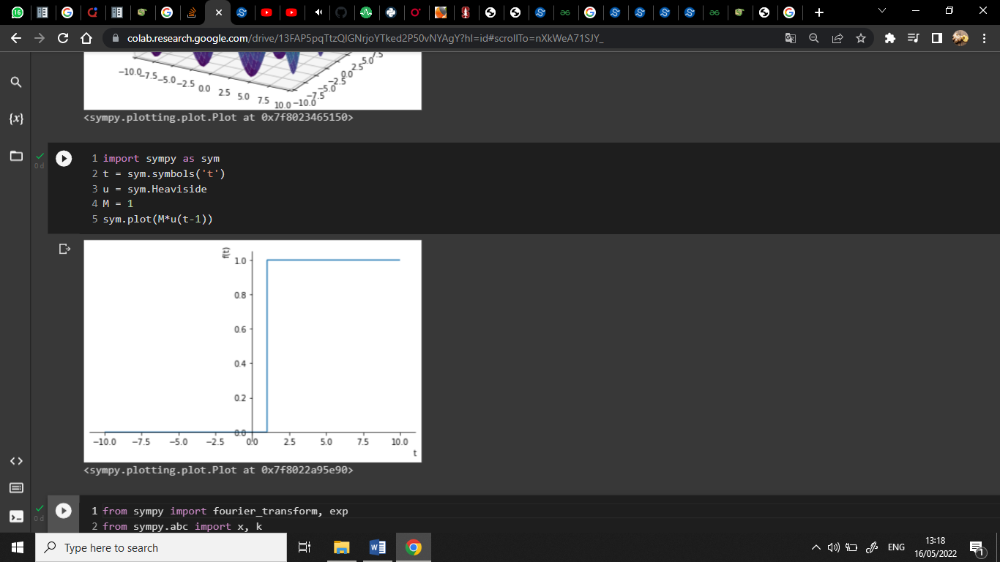 16
colab.research.google.com/drive/13FAP5pqTtzQlGNrjoYTked2P50vNYAgY?hl=id#scrollTo=nXkWeA71SJY_
−10.0 −7.5 −5.0 −2.5 0.0 2.5 5.0 7.5 10.0
−10.0 −7.5 −5.0 −2.5 0.0 2.5 5.0 7.5
<sympy.plotting.plot.Plot at 0x7f8023465150>
{x}
0 d
1 import sympy as sym
2 t = sym.symbols('t')
3 u = sym.Heaviside
4 M = 1
5 sym.plot(M*u(t-1))
f(t)
1.0
0.8
0.6
0.4
0.2
0.0
−10.0 −7.5 −5.0 −2.5 0.0 2.5 5.0 7.5 10.0
t
<sympy.plotting.plot.Plot at 0x7f8022a95e90>
0 d
1 from sympy import fourier_transform, exp
2 from sympy.abc import x, k
Type here to search
ENG
13:18
16/05/2022
1